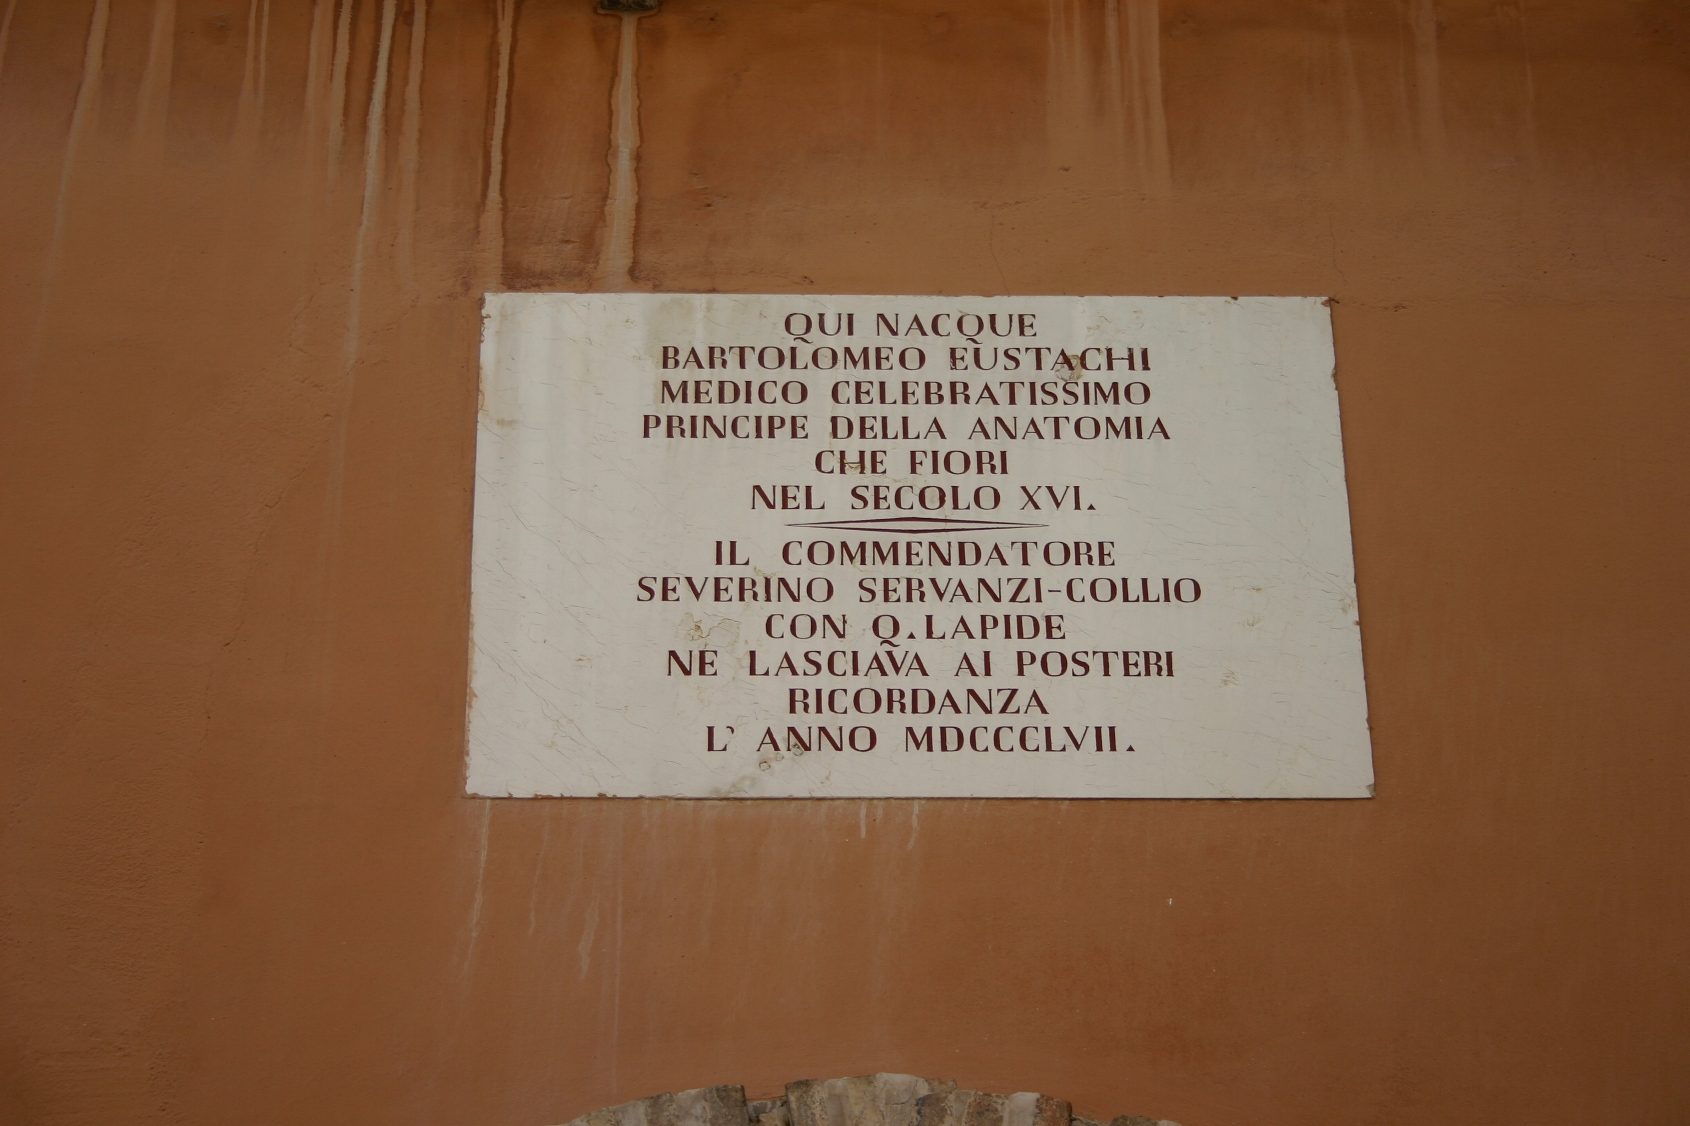 QUI NACQUE
BARTOLOMEO EUSTACHI
MEDICO CELEBRATISSIMO
PRINCIPE DELLA ANATOMIA
CHE FIORI
NEL SECOLO XVI.
IL COMMENDATORE
SEVERINO SERVANZI-COLLIO
CON Q. LAPIDE
NE LASCIAVA AI POSTERI
RICORDANZA
L' ANNO MDCCCLVII.